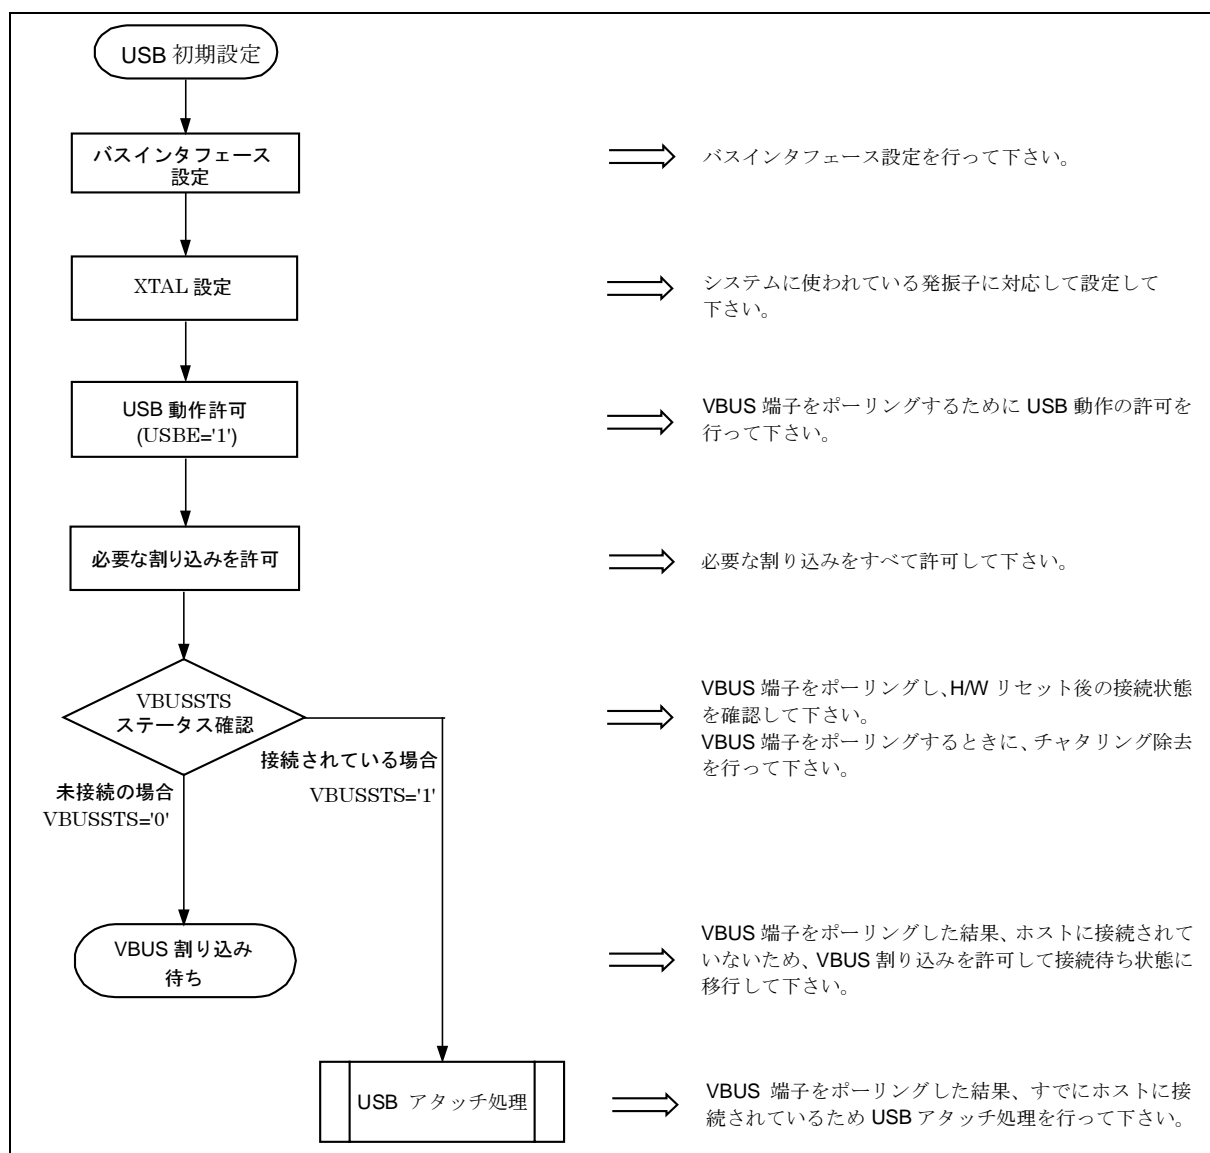 USB 初期設定
バスインタフェース
設定
バスインタフェース設定を行って下さい。
XTAL 設定
システムに使われている発振子に対応して設定して
下さい。
USB 動作許可
(USBE='1')
VBUS 端子をポーリングするために USB 動作の許可を
行って下さい。
必要な割り込みを許可
必要な割り込みをすべて許可して下さい。
VBUSSTS
ステータス確認
VBUS 端子をポーリングし、H/W リセット後の接続状態
を確認して下さい。
VBUS 端子をポーリングするときに、チャタリング除去
を行って下さい。
接続されている場合
VBUSSTS='1'
未接続の場合
VBUSSTS='0'
VBUS 割り込み
待ち
VBUS 端子をポーリングした結果、ホストに接続されて
いないため、VBUS 割り込みを許可して接続待ち状態に
移行して下さい。
USB アタッチ処理
VBUS 端子をポーリングした結果、すでにホストに接
続されているため USB アタッチ処理を行って下さい。